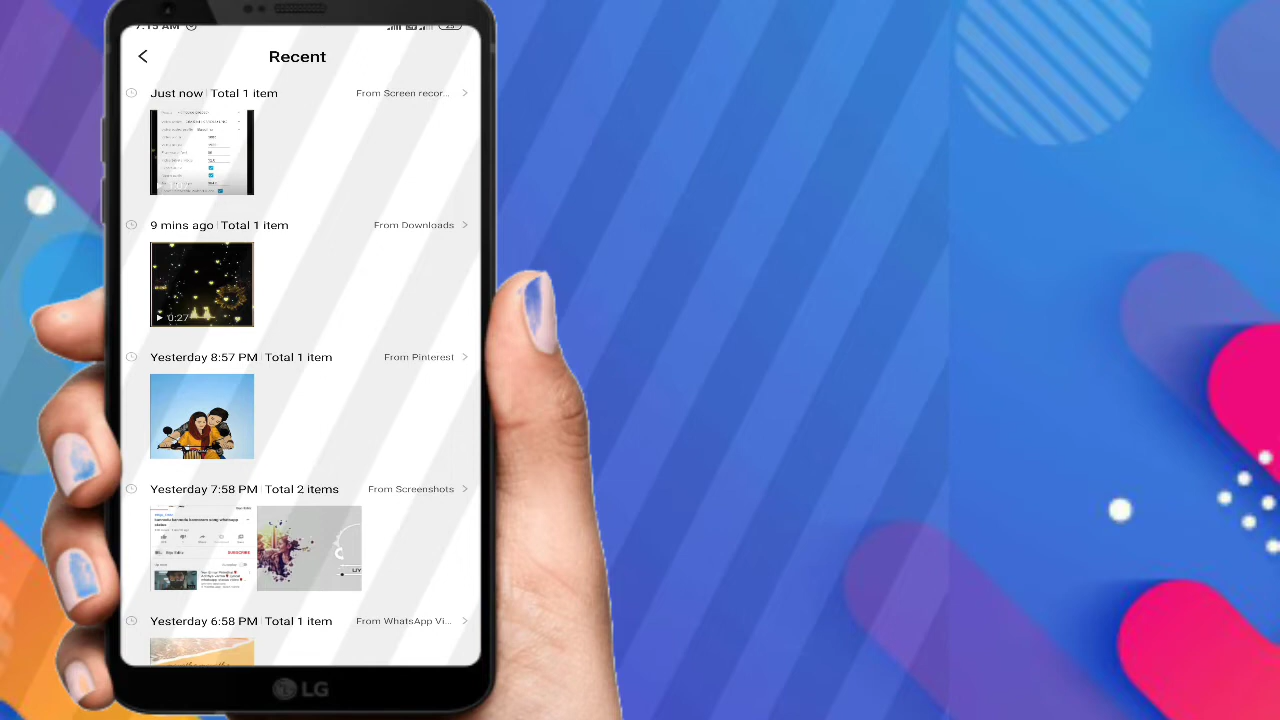 7:15 AM
Recent
Just now | Total 1 item From Screen recor... >
9 mins ago | Total 1 item From Downloads >
0:27
Yesterday 8:57 PM | Total 1 item From Pinterest >
Yesterday 7:58 PM | Total 2 items From Screenshots >
SUBSCRIBE
LIV
Yesterday 6:58 PM | Total 1 item From WhatsApp Vi... >
LG